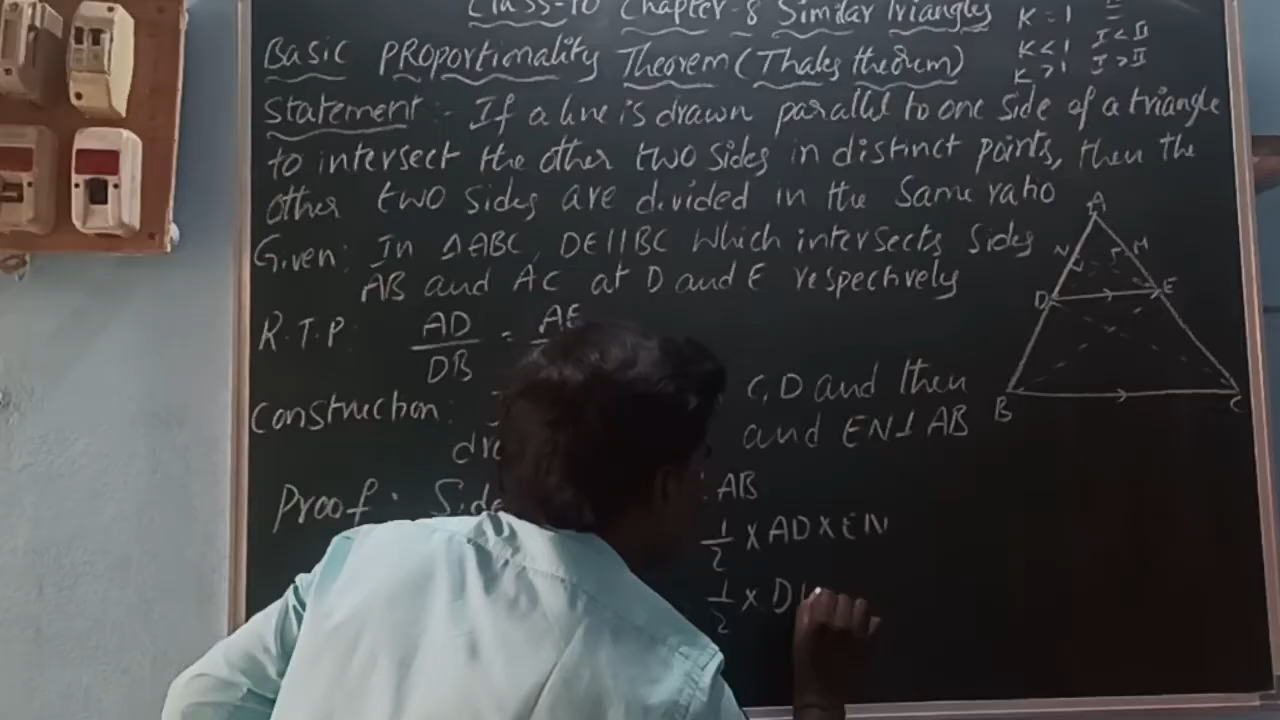 Class-10 Chapter-8 Similar Triangles
K=1
K<1 I<II
K>1 I>II
Basic PROportionality Theorem (Thales theorem)
Statement:- If a line is drawn parallel to one side of a triangle
to intersect the other two sides in distinct points, then the
other two sides are divided in the same ratio
Given: In ΔABC, DE||BC which intersects sides
AB and AC at D and E respectively
R.T.P: AD/DB = AE
Construction: C,D and then
and EN⊥AB
Proof: Side AB
1/2 × AD × EN
1/2 × D
A
N M
D E
B C